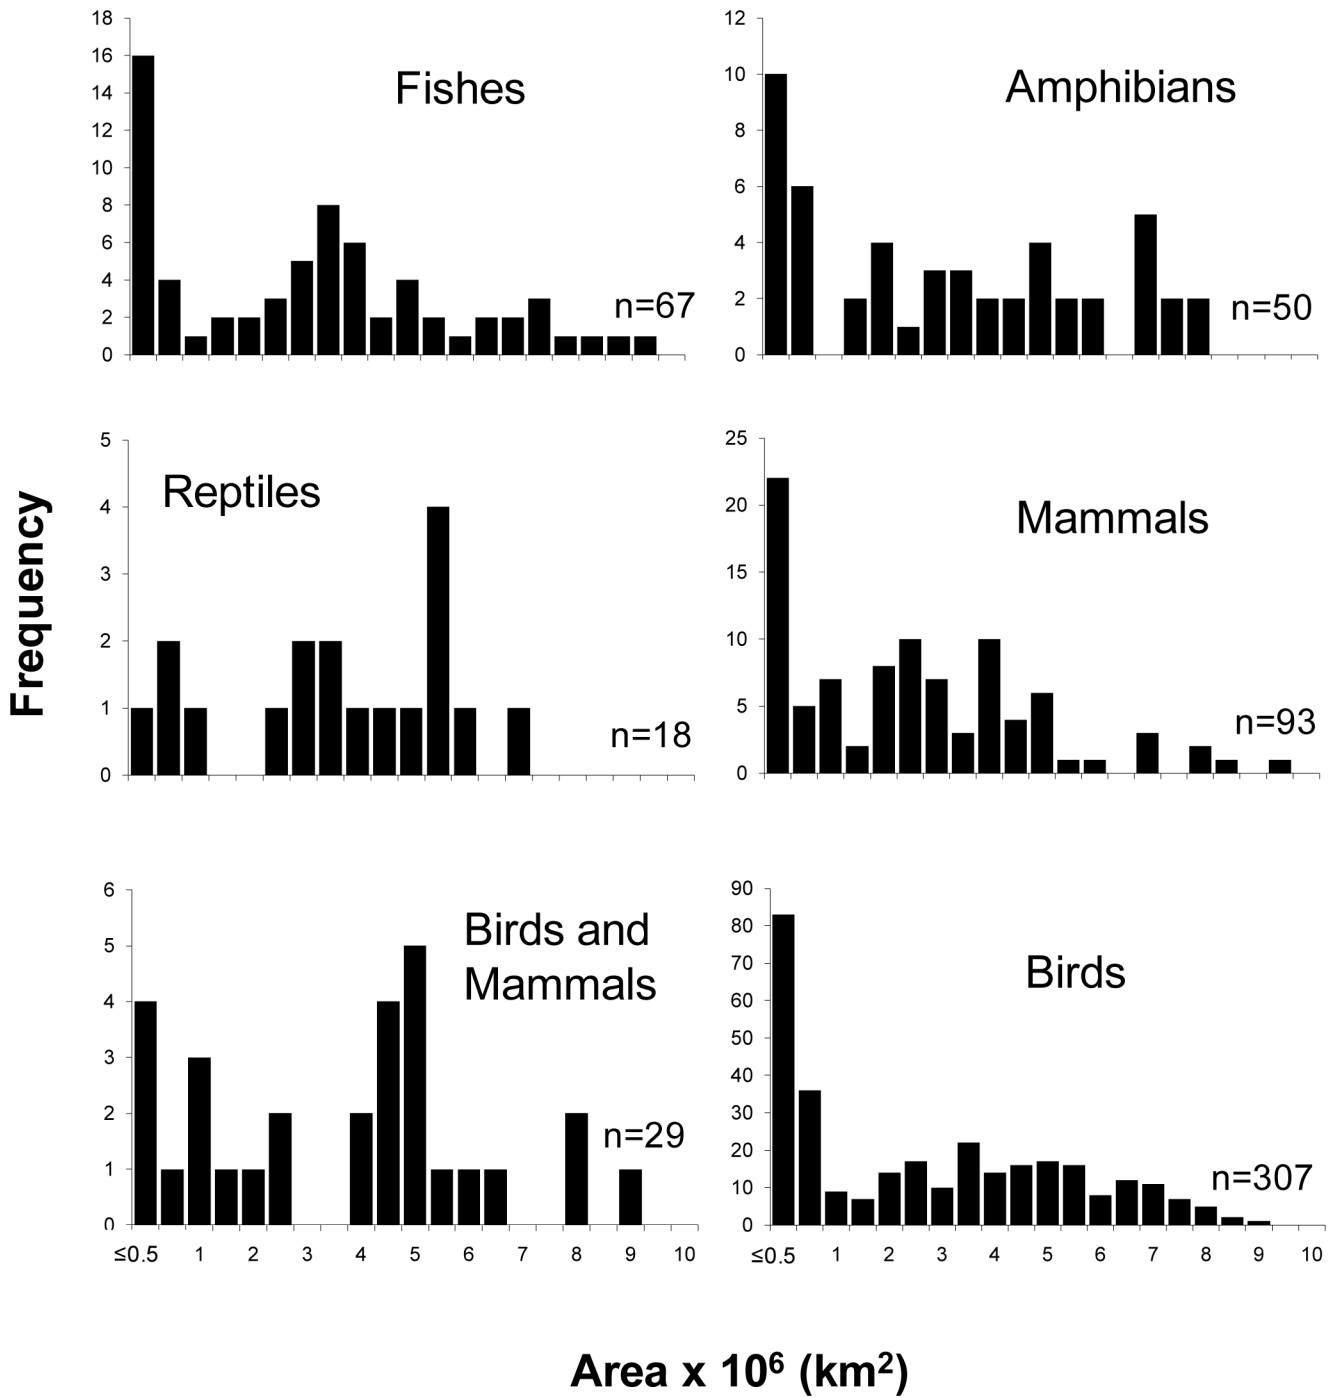 18
16
14
12
10
8
6
4
2
0
Fishes
n=67
12
10
8
6
4
2
0
Amphibians
n=50
Frequency
5
4
3
2
1
0
Reptiles
n=18
25
20
15
10
5
0
Mammals
n=93
6
5
4
3
2
1
0
Birds and
Mammals
n=29
≤0.5 1 2 3 4 5 6 7 8 9 10
90
80
70
60
50
40
30
20
10
0
Birds
n=307
≤0.5 1 2 3 4 5 6 7 8 9 10
Area x 10⁶ (km²)